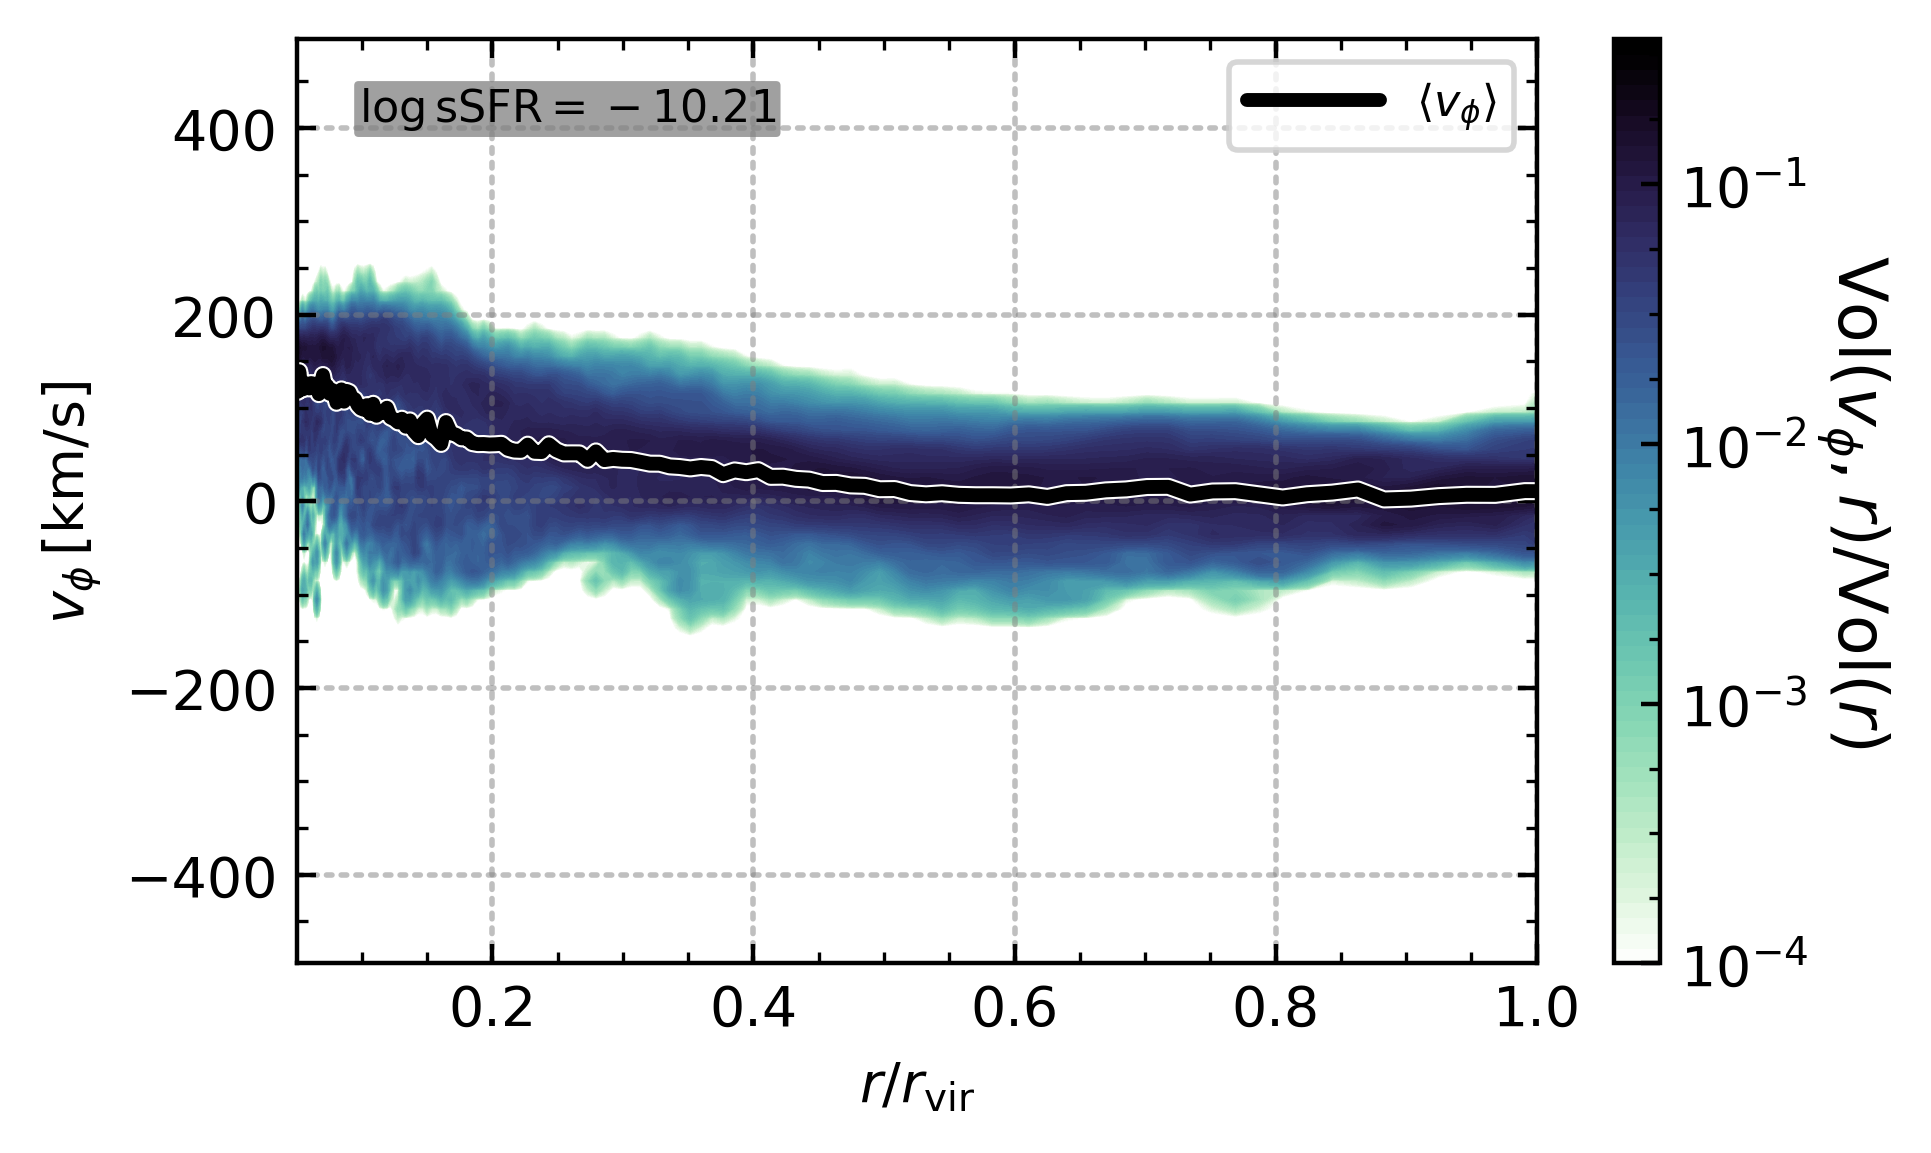 log sSFR = −10.21
⟨v_ϕ⟩
400
200
0
−200
−400
v_ϕ [km/s]
0.2 0.4 0.6 0.8 1.0
r/r_vir
10^−1
10^−2
10^−3
10^−4
Vol(v_ϕ, r)/Vol(r)